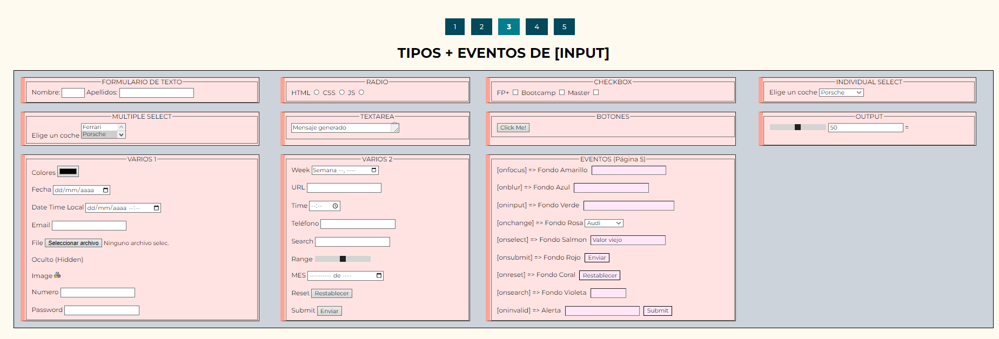 1 2 3 4 5
TIPOS + EVENTOS DE [INPUT]
FORMULARIO DE TEXTO
Nombre: Apellidos:
RADIO
HTML CSS JS
CHECKBOX
FP+ Bootcamp Master
INDIVIDUAL SELECT
Elige un coche Porsche
MULTIPLE SELECT
Ferrari
Elige un coche Porsche
TEXTAREA
Mensaje generado
BOTONES
Click Me!
OUTPUT
50 =
VARIOS 1
Colores
Fecha dd/mm/aaaa
Date Time Local dd/mm/aaaa --:--
Email
File Seleccionar archivo Ninguno archivo selec.
Oculto (Hidden)
Image
Numero
Password
VARIOS 2
Week Semana --, ----
URL
Time --:--
Teléfono
Search
Range
MES ---------- de ----
Reset Restablecer
Submit Enviar
EVENTOS (Página 5)
[onfocus] => Fondo Amarillo
[onblur] => Fondo Azul
[oninput] => Fondo Verde
[onchange] => Fondo Rosa Audi
[onselect] => Fondo Salmon Valor viejo
[onsubmit] => Fondo Rojo Enviar
[onreset] => Fondo Coral Restablecer
[onsearch] => Fondo Violeta
[oninvalid] => Alerta Submit